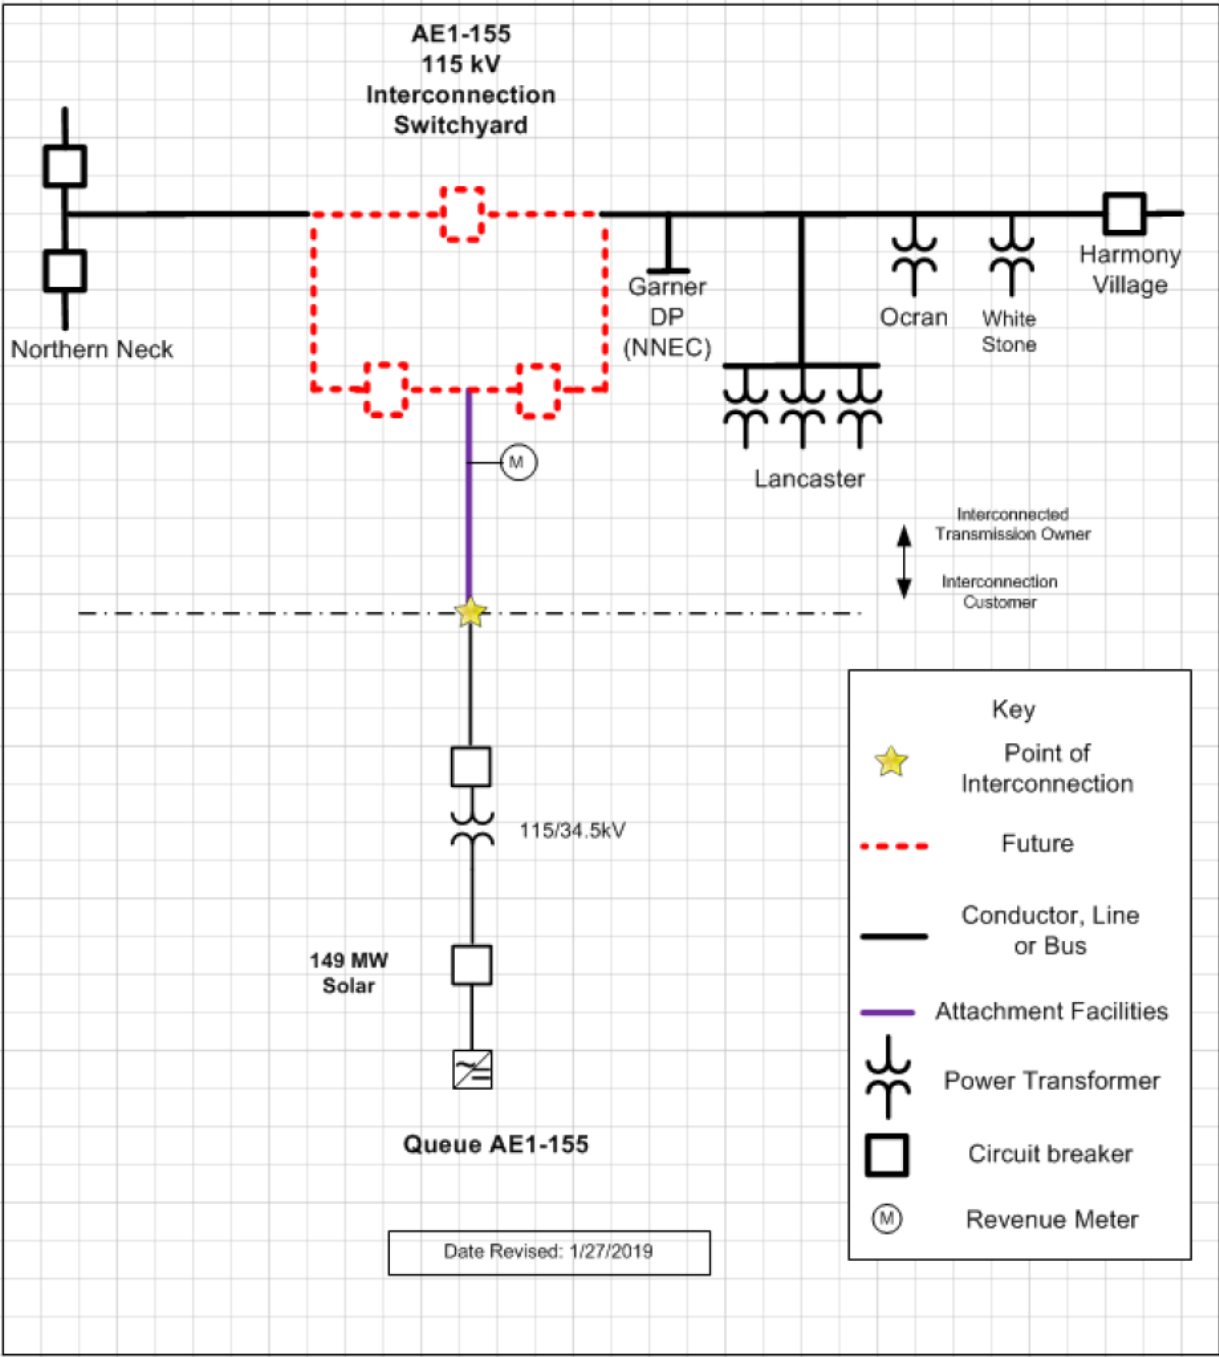 AE1-155
115 kV
Interconnection
Switchyard
Northern Neck
Garner
DP
(NNEC)
Ocran
White
Stone
Harmony
Village
Lancaster
M
Interconnected
Transmission Owner
Interconnection
Customer
115/34.5kV
149 MW
Solar
Queue AE1-155
Date Revised: 1/27/2019
Key
Point of
Interconnection
Future
Conductor, Line
or Bus
Attachment Facilities
Power Transformer
Circuit breaker
M
Revenue Meter